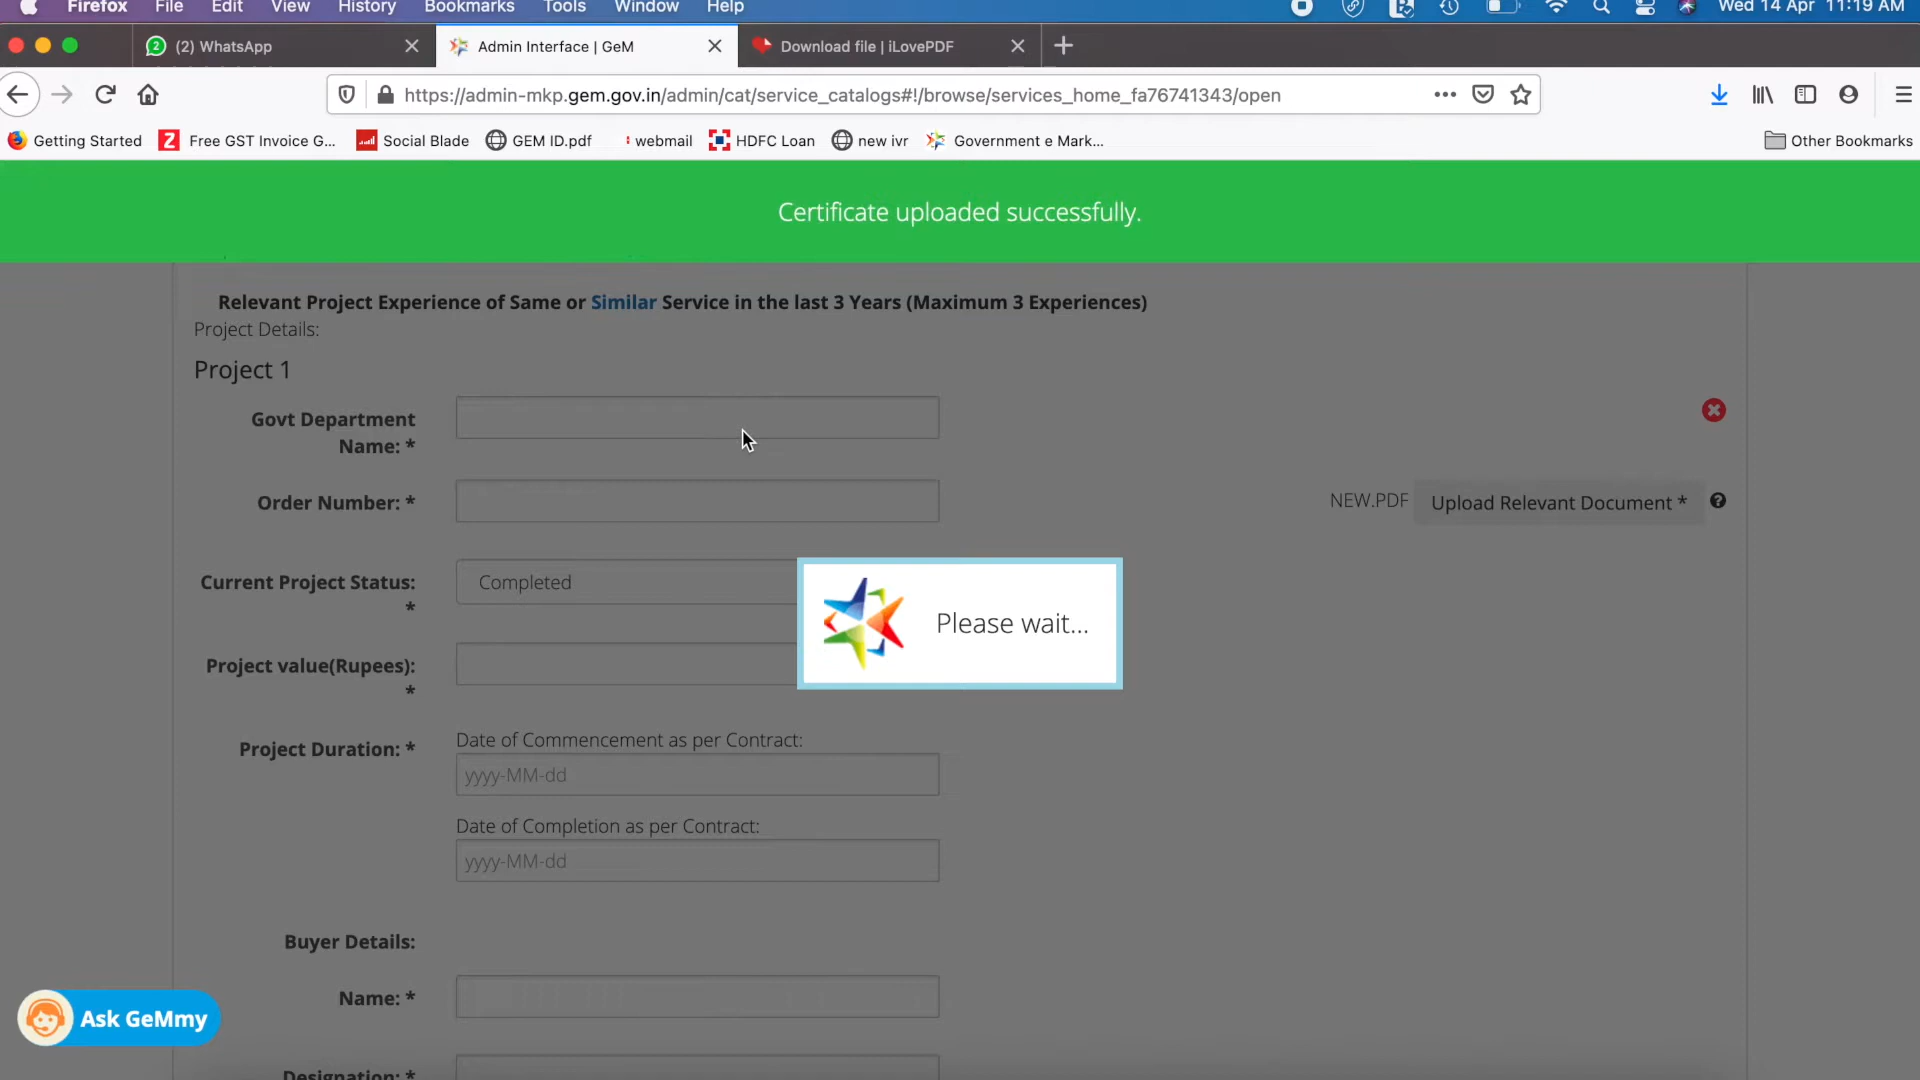 Firefox File Edit View History Bookmarks Tools Window Help Wed 14 Apr 11:19 AM
(2) WhatsApp Admin Interface | GeM Download file | iLovePDF
https://admin-mkp.gem.gov.in/admin/cat/service_catalogs#!/browse/services_home_fa76741343/open
Getting Started Free GST Invoice G... Social Blade GEM ID.pdf webmail HDFC Loan new ivr Government e Mark... Other Bookmarks
Certificate uploaded successfully.
Relevant Project Experience of Same or Similar Service in the last 3 Years (Maximum 3 Experiences)
Project Details:
Project 1
Govt Department
Name: *
Order Number: * NEW.PDF Upload Relevant Document *
Current Project Status: Completed
*
Please wait...
Project value(Rupees):
*
Project Duration: * Date of Commencement as per Contract:
yyyy-MM-dd
Date of Completion as per Contract:
yyyy-MM-dd
Buyer Details:
Name: *
Ask GeMmy
Designation: *